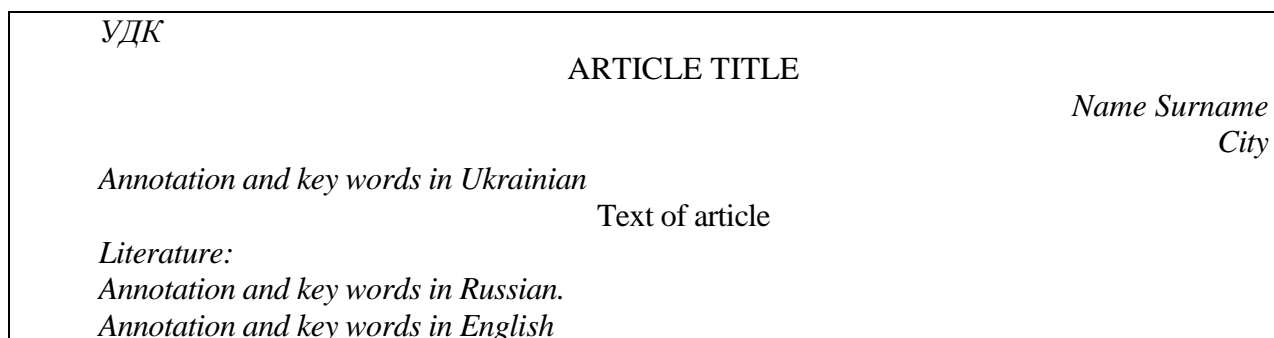 УДК
ARTICLE TITLE
Name Surname
City
Annotation and key words in Ukrainian
Text of article
Literature:
Annotation and key words in Russian.
Annotation and key words in English